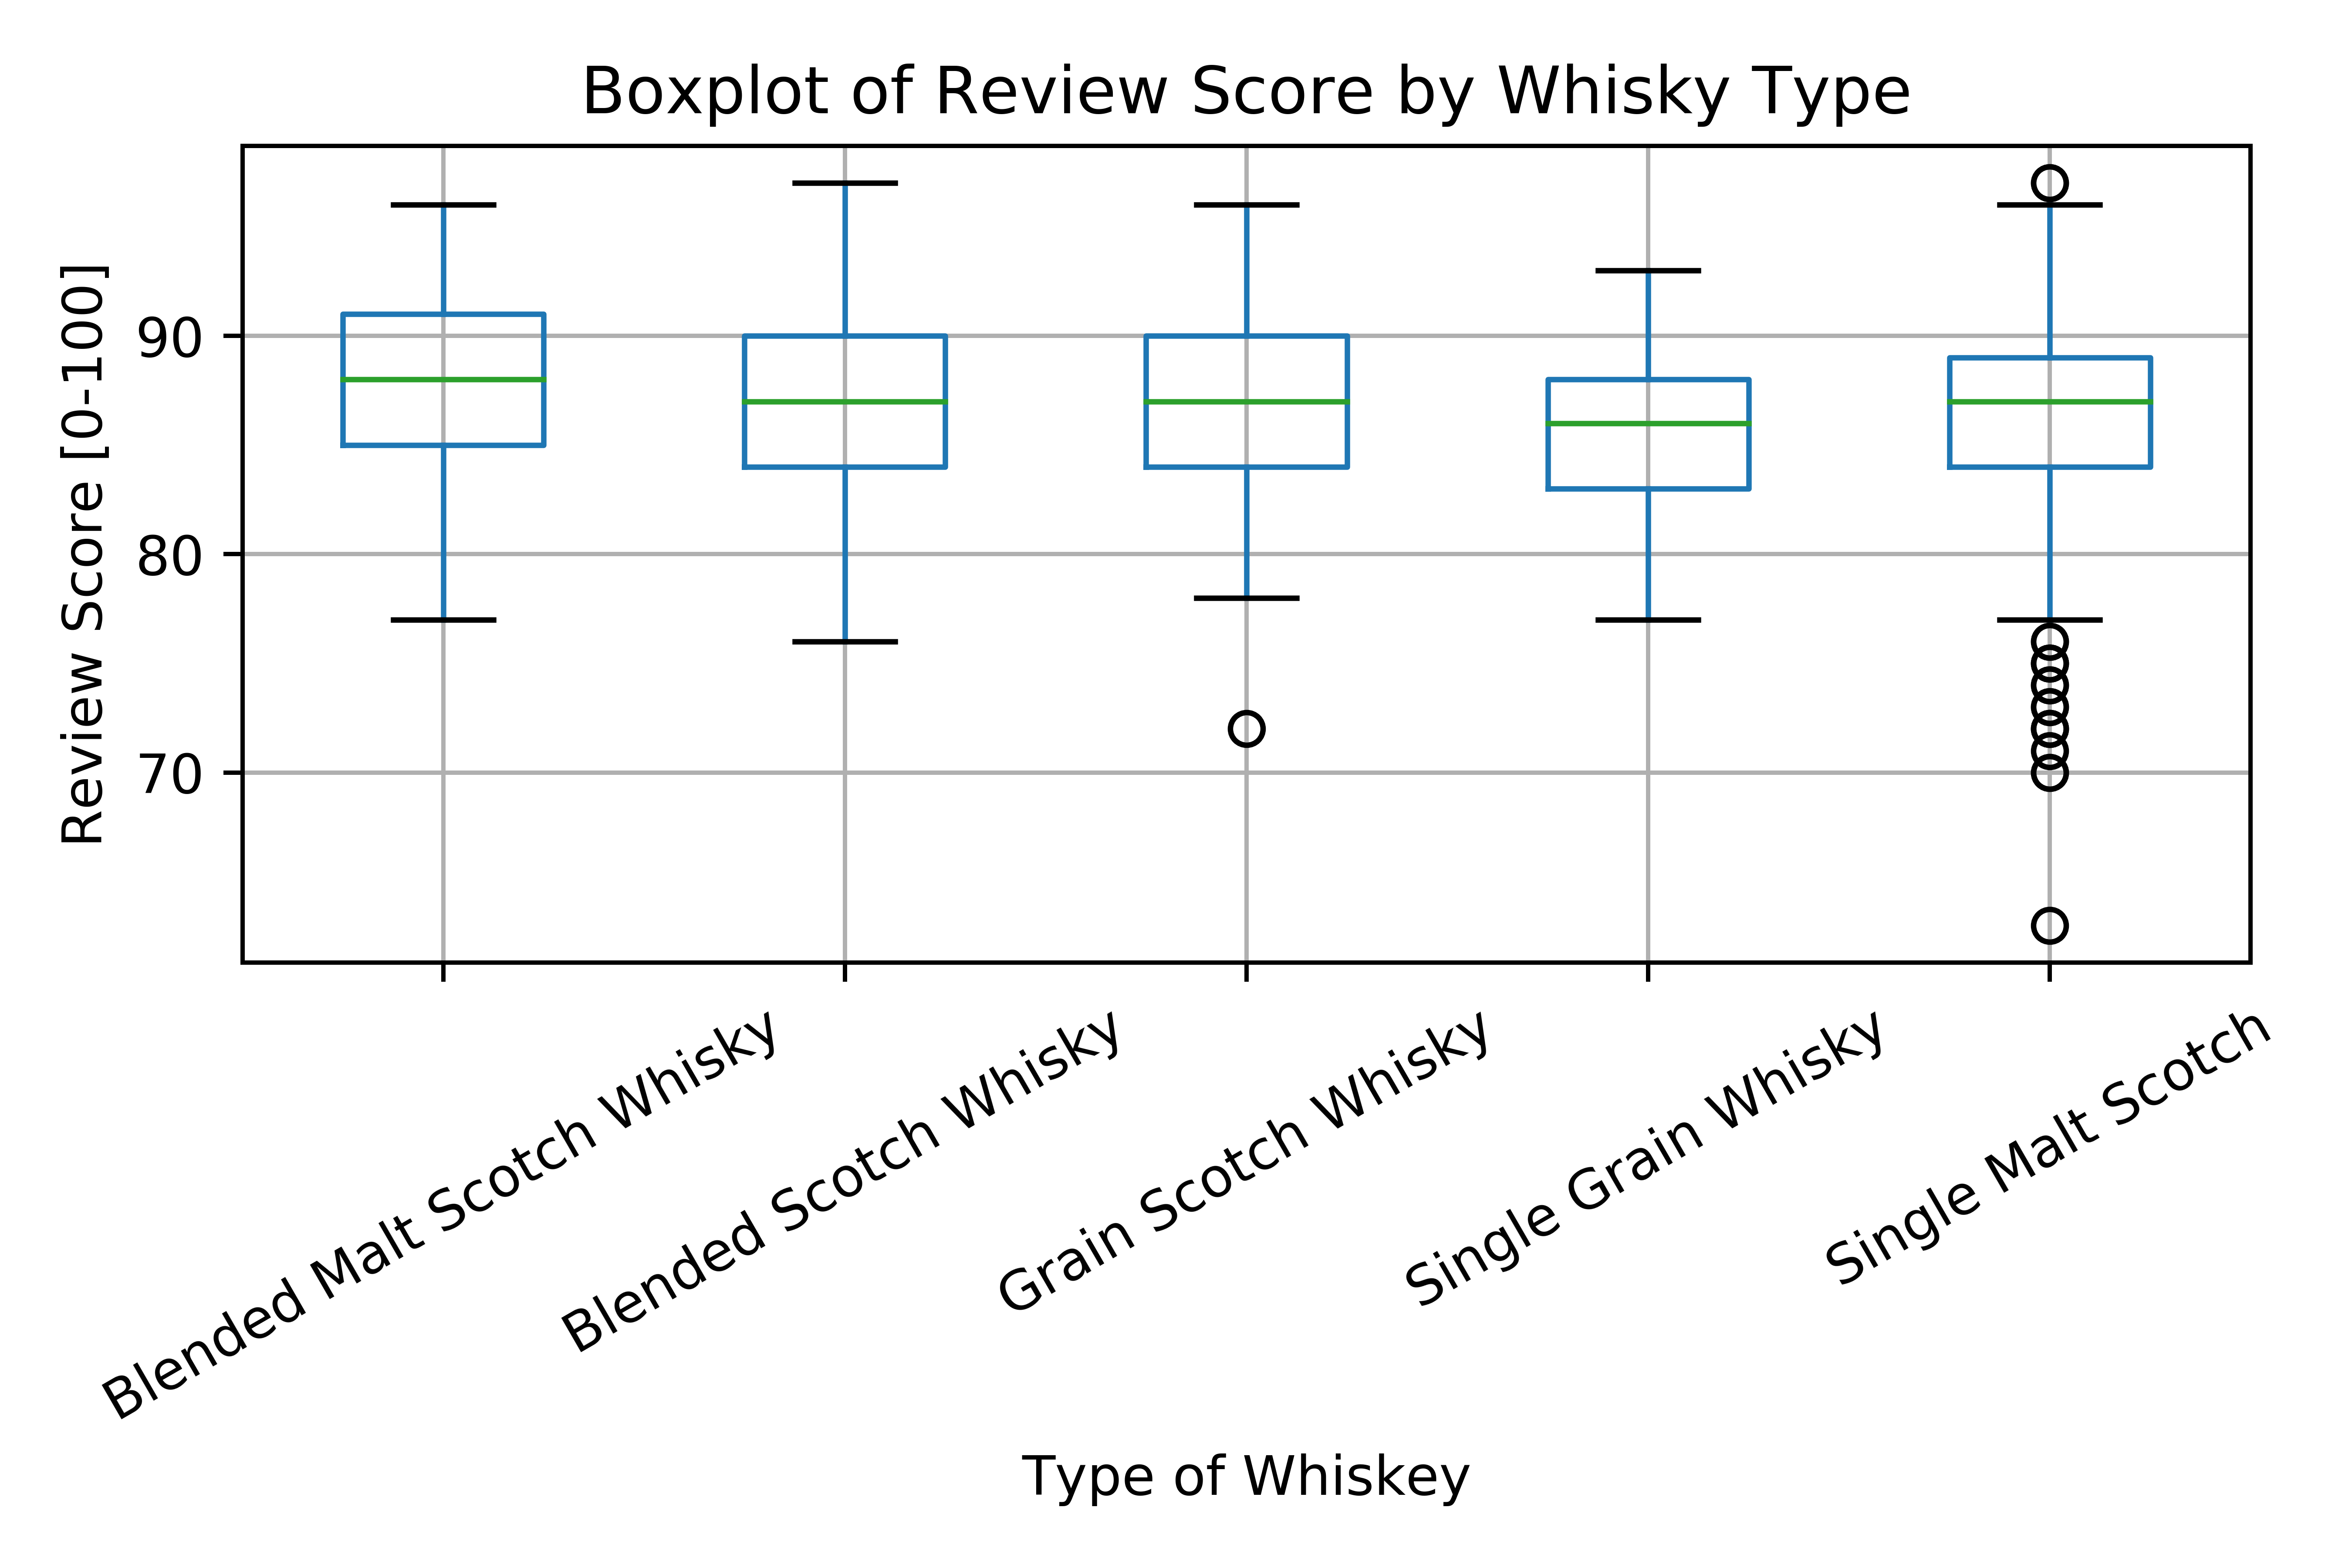 Boxplot of Review Score by Whisky Type
Review Score [0-100]
90
80
70
Blended Malt Scotch Whisky
Blended Scotch Whisky
Grain Scotch Whisky
Single Grain Whisky
Single Malt Scotch
Type of Whiskey